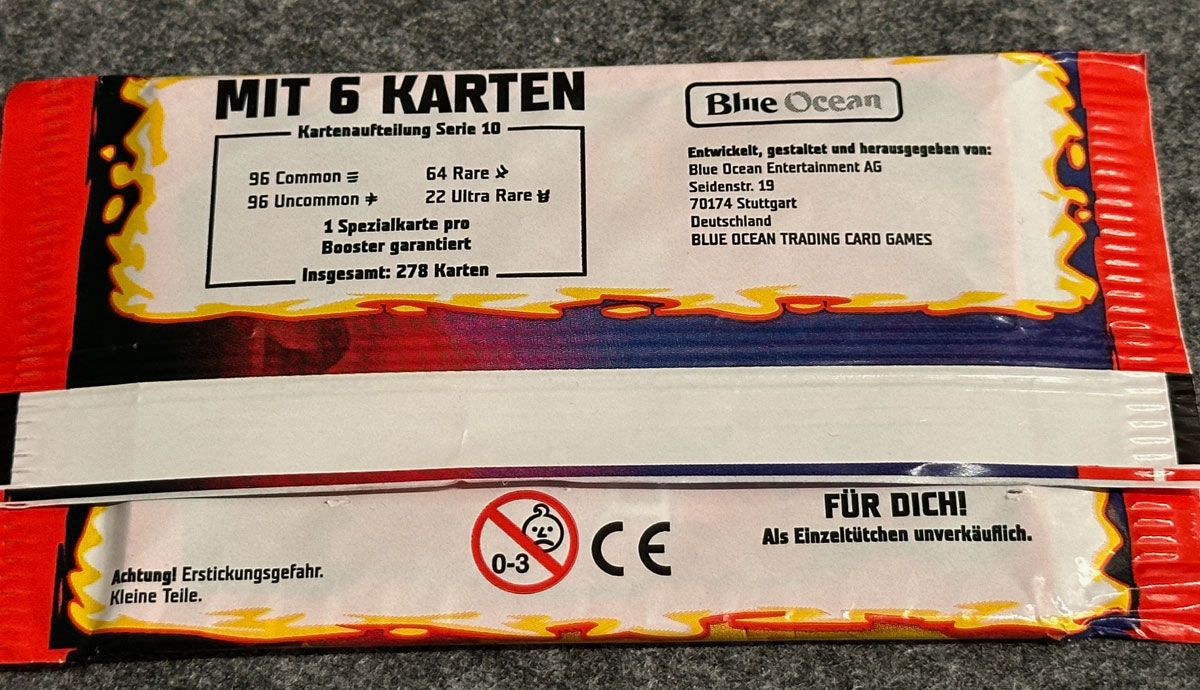 MIT 6 KARTEN
Kartenaufteilung Serie 10
96 Common
64 Rare
96 Uncommon
22 Ultra Rare
1 Spezialkarte pro
Booster garantiert
Insgesamt: 278 Karten
Blue Ocean
Entwickelt, gestaltet und herausgegeben von:
Blue Ocean Entertainment AG
Seidenstr. 19
70174 Stuttgart
Deutschland
BLUE OCEAN TRADING CARD GAMES
Achtung! Erstickungsgefahr.
Kleine Teile.
0-3
CE
FÜR DICH!
Als Einzeltütchen unverkäuflich.